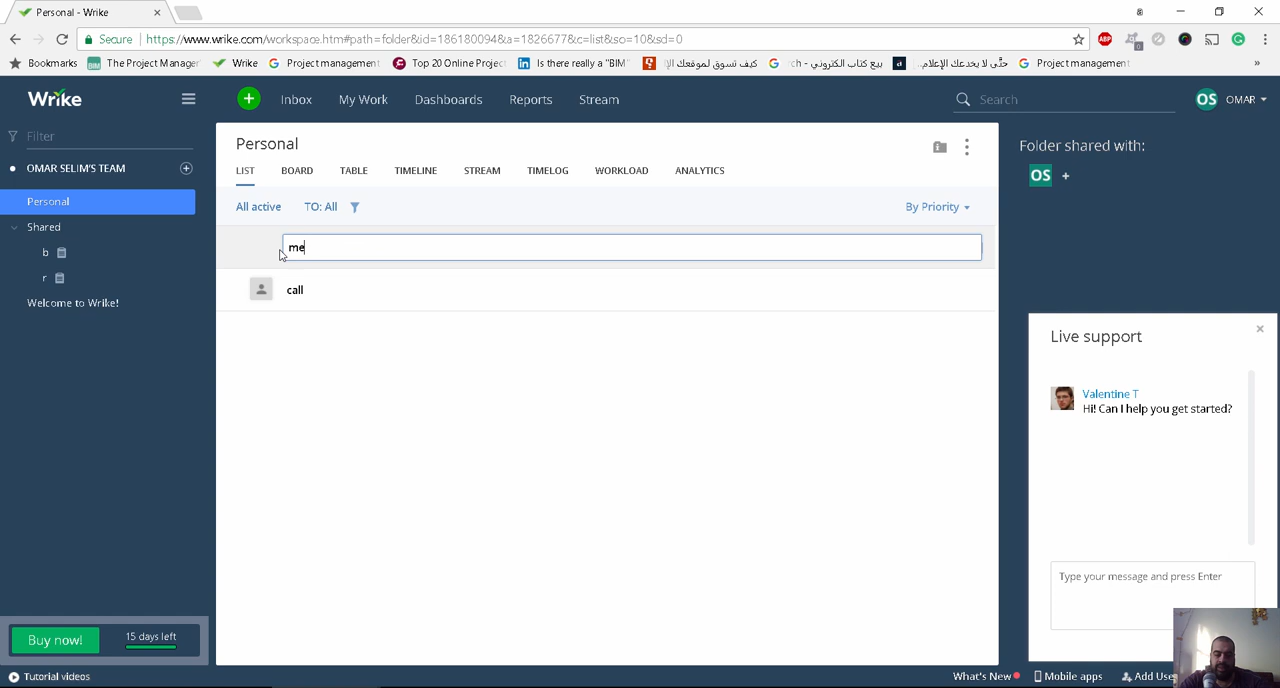 Personal - Wrike
Secure https://www.wrike.com/workspace.htm#path=folder&id=186180094&a=1826677&c=list&so=10&sd=0
ABP
Bookmarks The Project Manager Wrike Project management Top 20 Online Project Is there really a "BIM" كيف تسوق لموقعك الإ بيع كتاب الكتروني - ch حتَّى لا يخدعك الإعلام... Project management »
Wrike Inbox My Work Dashboards Reports Stream Search OS OMAR
Filter
OMAR SELIM'S TEAM
Personal
Shared
b
r
Welcome to Wrike!
Personal
LIST BOARD TABLE TIMELINE STREAM TIMELOG WORKLOAD ANALYTICS
All active TO: All By Priority
me
call
Folder shared with:
OS +
Live support
Valentine T
Hi! Can I help you get started?
Type your message and press Enter
Buy now! 15 days left
Tutorial videos What's New Mobile apps Add Use